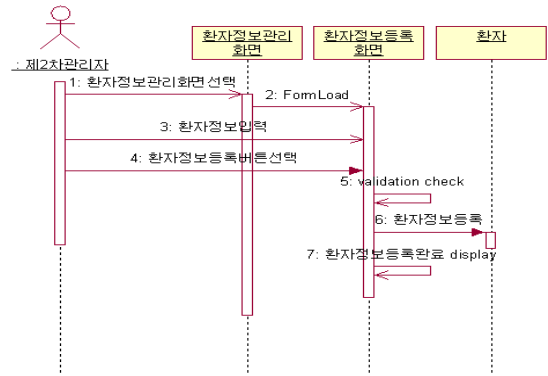 환자정보관리
화면
환자정보등록
화면
환자
: 제2차관리자
1: 환자정보관리화면선택
2: FormLoad
3: 환자정보입력
4: 환자정보등록버튼선택
5: validation check
6: 환자정보등록
7: 환자정보등록완료 display